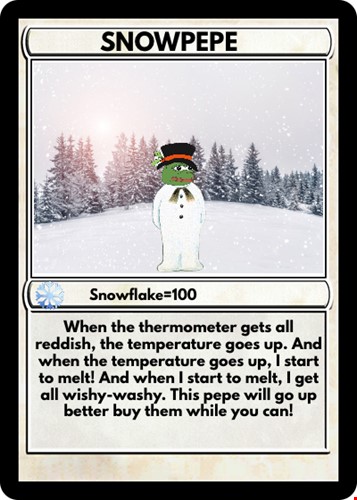 SNOWPEPE
Snowflake=100
When the thermometer gets all
reddish, the temperature goes up. And
when the temperature goes up, I start
to melt! And when I start to melt, I get
all wishy-washy. This pepe will go up
better buy them while you can!